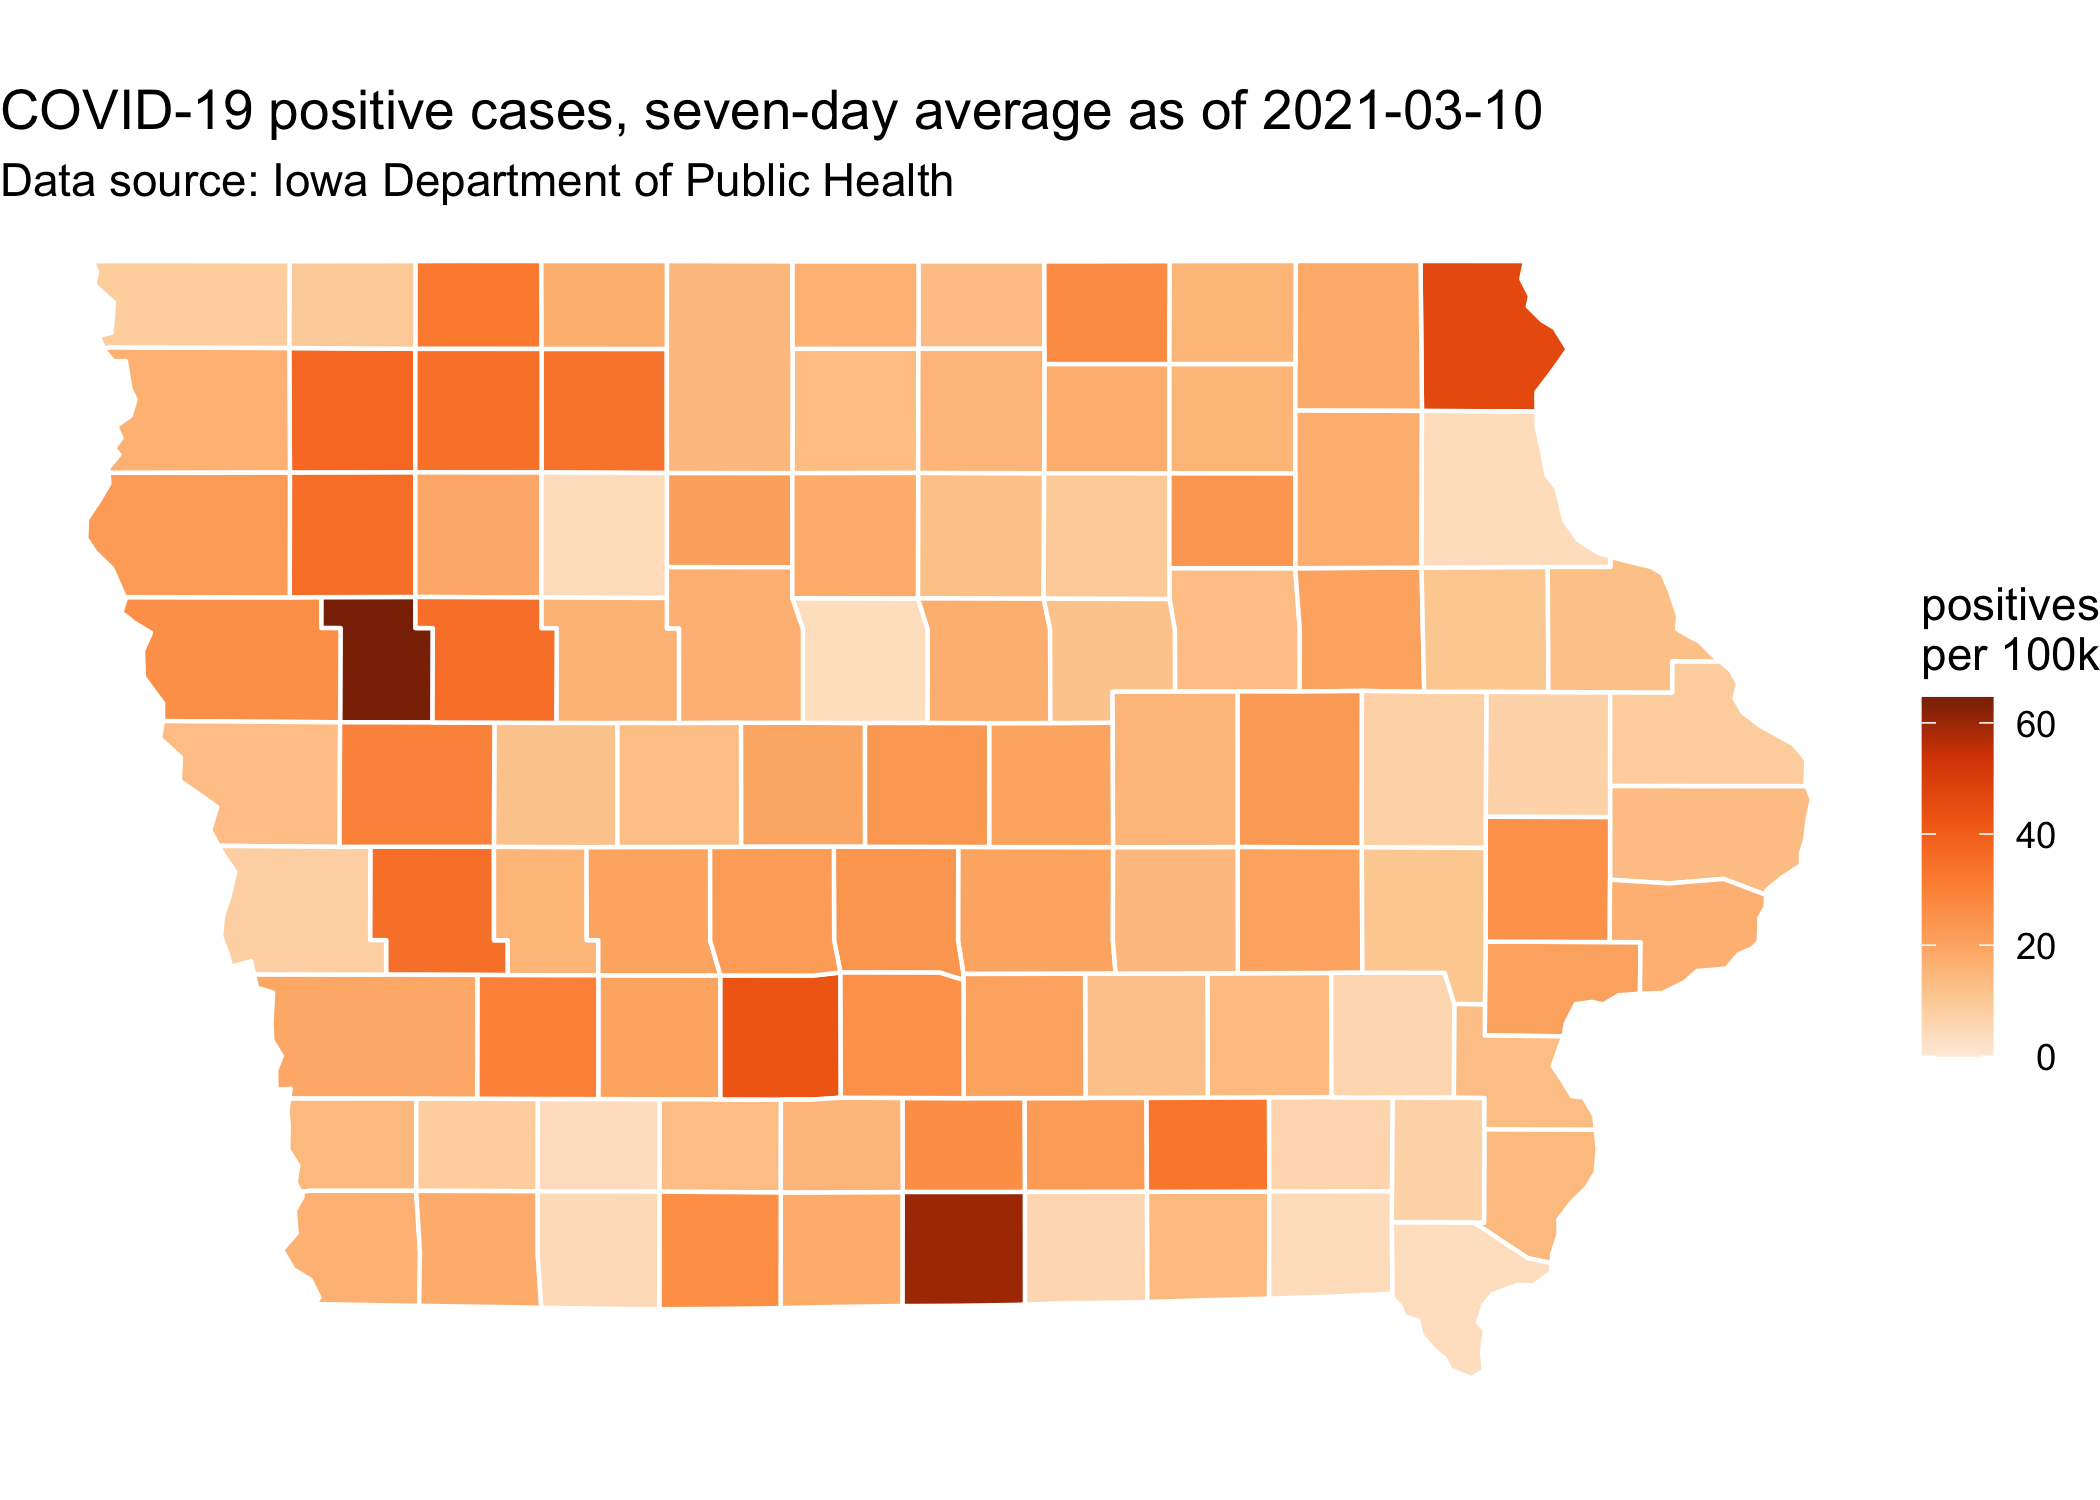 COVID-19 positive cases, seven-day average as of 2021-03-10
Data source: Iowa Department of Public Health
positives
per 100k
60
40
20
0